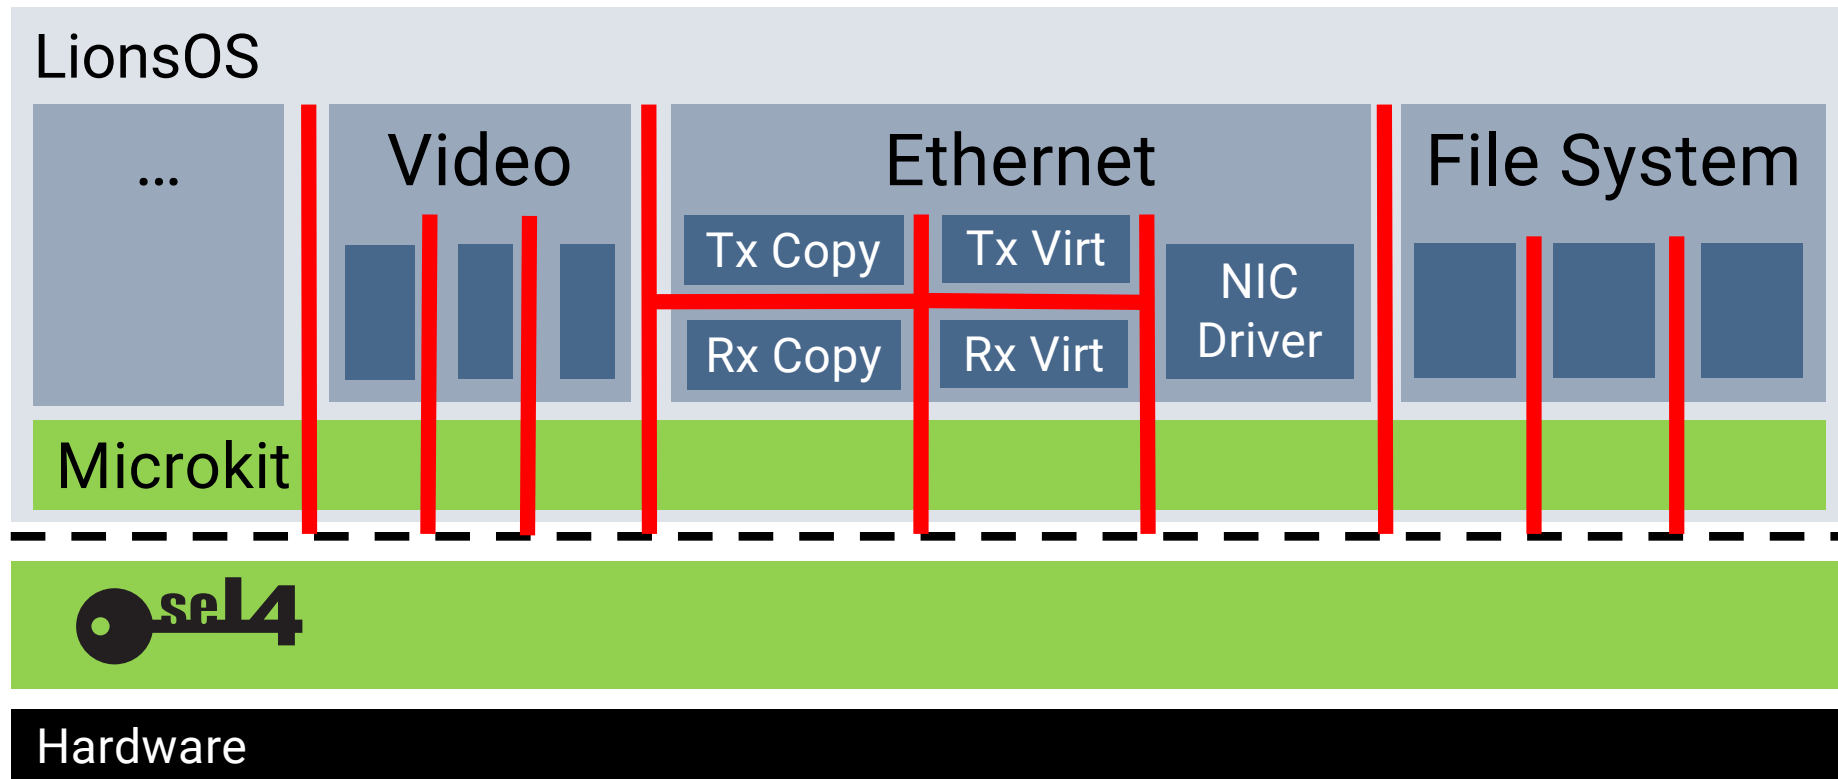 LionsOS
...
Video
Ethernet
File System
Tx Copy
Tx Virt
NIC
Driver
Rx Copy
Rx Virt
Microkit
seL4
Hardware